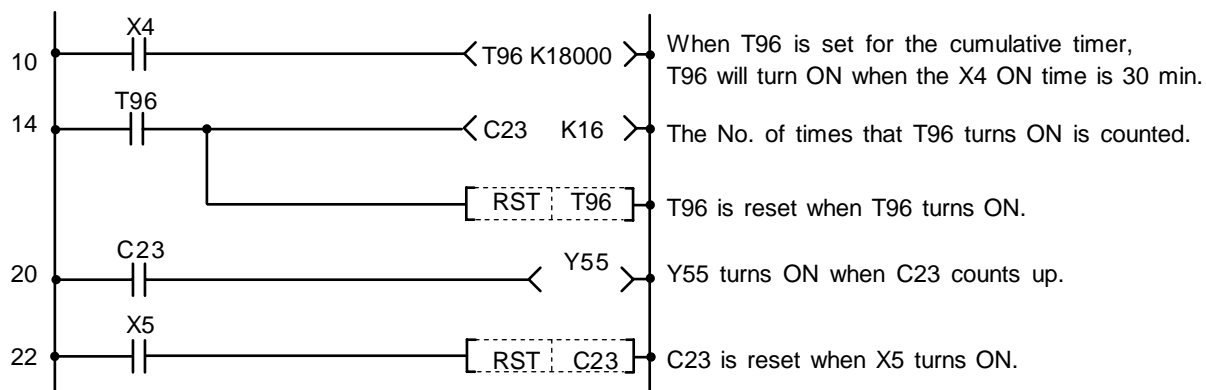 X4
10 T96 K18000 When T96 is set for the cumulative timer,
T96 will turn ON when the X4 ON time is 30 min.
T96
14 C23 K16 The No. of times that T96 turns ON is counted.
RST T96 T96 is reset when T96 turns ON.
C23
20 Y55 Y55 turns ON when C23 counts up.
X5
22 RST C23 C23 is reset when X5 turns ON.